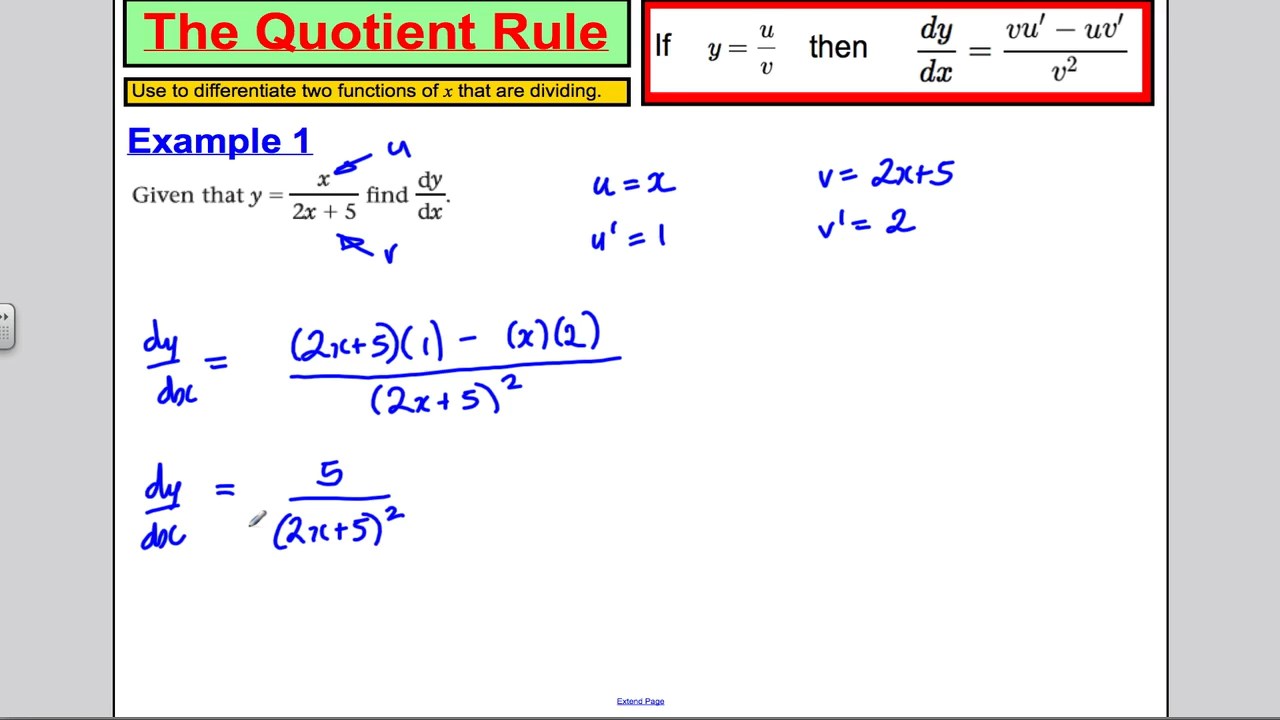 The Quotient Rule
If y = u/v then dy/dx = (vu′ − uv′)/v²
Use to differentiate two functions of x that are dividing.
Example 1
u
Given that y = x/(2x + 5) find dy/dx.
v
u = x
v = 2x+5
u' = 1
v' = 2
dy/dx = ((2x+5)(1) - (x)(2))/(2x+5)²
dy/dx = 5/(2x+5)²
Extend Page